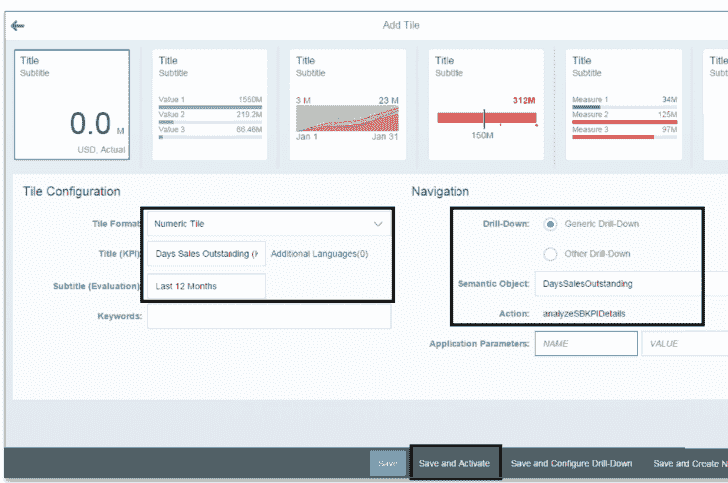 Add Tile
Title
Subtitle
0.0 M
USD, Actual
Title
Subtitle
Value 1 1550M
Value 2 219.2M
Value 3 66.46M
Title
Subtitle
3 M 23 M
Jan 1 Jan 31
Title
Subtitle
312M
150M
Title
Subtitle
Measure 1 34M
Measure 2 125M
Measure 3 97M
Title
Subt
Tile Configuration
Tile Format: Numeric Tile
Title (KPI): Days Sales Outstanding (K Additional Languages(0)
Subtitle (Evaluation): Last 12 Months
Keywords:
Navigation
Drill-Down: Generic Drill-Down
Other Drill-Down
Semantic Object: DaysSalesOutstanding
Action: analyzeSBKPIDetails
Application Parameters: NAME VALUE
Save Save and Activate Save and Configure Drill-Down Save and Create N